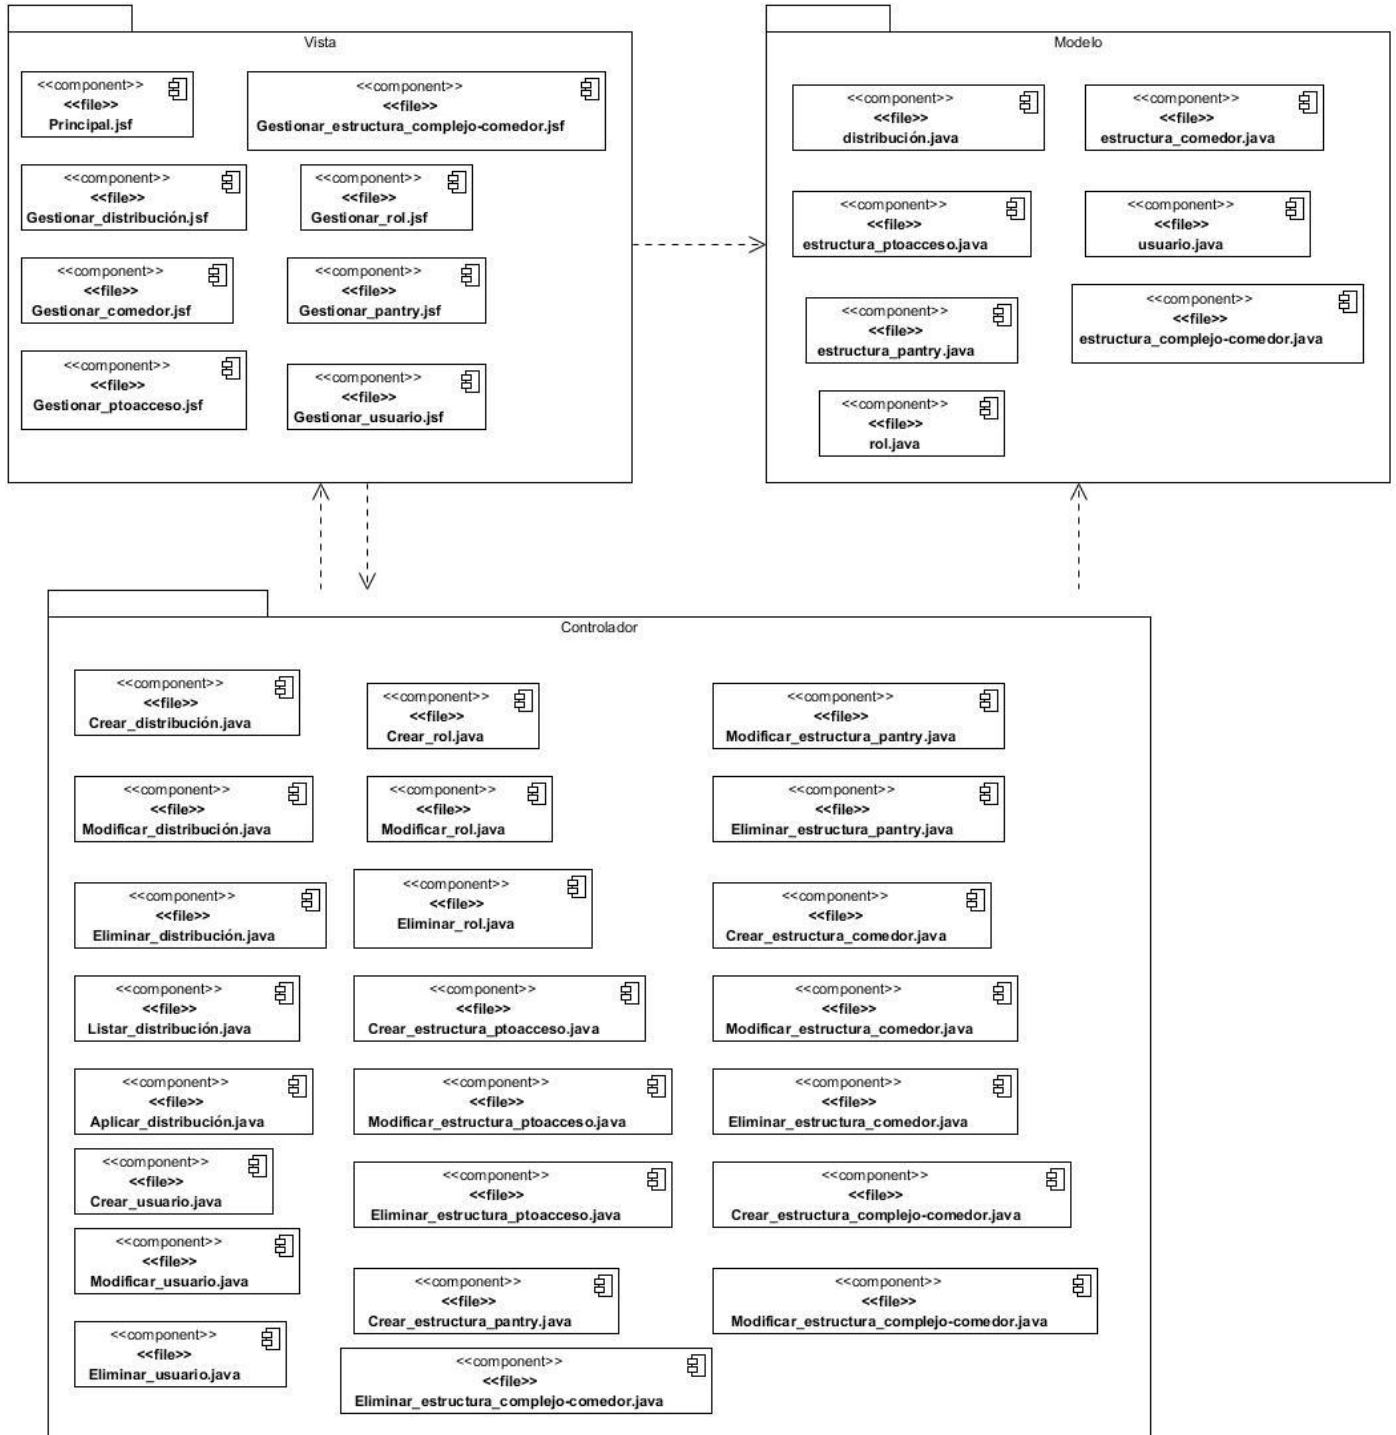 Vista
<<component>>
<<file>>
Principal.jsf
<<component>>
<<file>>
Gestionar_estructura_complejo-comedor.jsf
<<component>>
<<file>>
Gestionar_distribución.jsf
<<component>>
<<file>>
Gestionar_rol.jsf
<<component>>
<<file>>
Gestionar_comedor.jsf
<<component>>
<<file>>
Gestionar_pantry.jsf
<<component>>
<<file>>
Gestionar_ptoacceso.jsf
<<component>>
<<file>>
Gestionar_usuario.jsf
Modelo
<<component>>
<<file>>
distribución.java
<<component>>
<<file>>
estructura_comedor.java
<<component>>
<<file>>
estructura_ptoacceso.java
<<component>>
<<file>>
usuario.java
<<component>>
<<file>>
estructura_pantry.java
<<component>>
<<file>>
estructura_complejo-comedor.java
<<component>>
<<file>>
rol.java
Controlador
<<component>>
<<file>>
Crear_distribución.java
<<component>>
<<file>>
Modificar_distribución.java
<<component>>
<<file>>
Eliminar_distribución.java
<<component>>
<<file>>
Listar_distribución.java
<<component>>
<<file>>
Aplicar_distribución.java
<<component>>
<<file>>
Crear_usuario.java
<<component>>
<<file>>
Modificar_usuario.java
<<component>>
<<file>>
Eliminar_usuario.java
<<component>>
<<file>>
Crear_rol.java
<<component>>
<<file>>
Modificar_rol.java
<<component>>
<<file>>
Eliminar_rol.java
<<component>>
<<file>>
Crear_estructura_ptoacceso.java
<<component>>
<<file>>
Modificar_estructura_ptoacceso.java
<<component>>
<<file>>
Eliminar_estructura_ptoacceso.java
<<component>>
<<file>>
Crear_estructura_pantry.java
<<component>>
<<file>>
Eliminar_estructura_complejo-comedor.java
<<component>>
<<file>>
Modificar_estructura_pantry.java
<<component>>
<<file>>
Eliminar_estructura_pantry.java
<<component>>
<<file>>
Crear_estructura_comedor.java
<<component>>
<<file>>
Modificar_estructura_comedor.java
<<component>>
<<file>>
Eliminar_estructura_comedor.java
<<component>>
<<file>>
Crear_estructura_complejo-comedor.java
<<component>>
<<file>>
Modificar_estructura_complejo-comedor.java